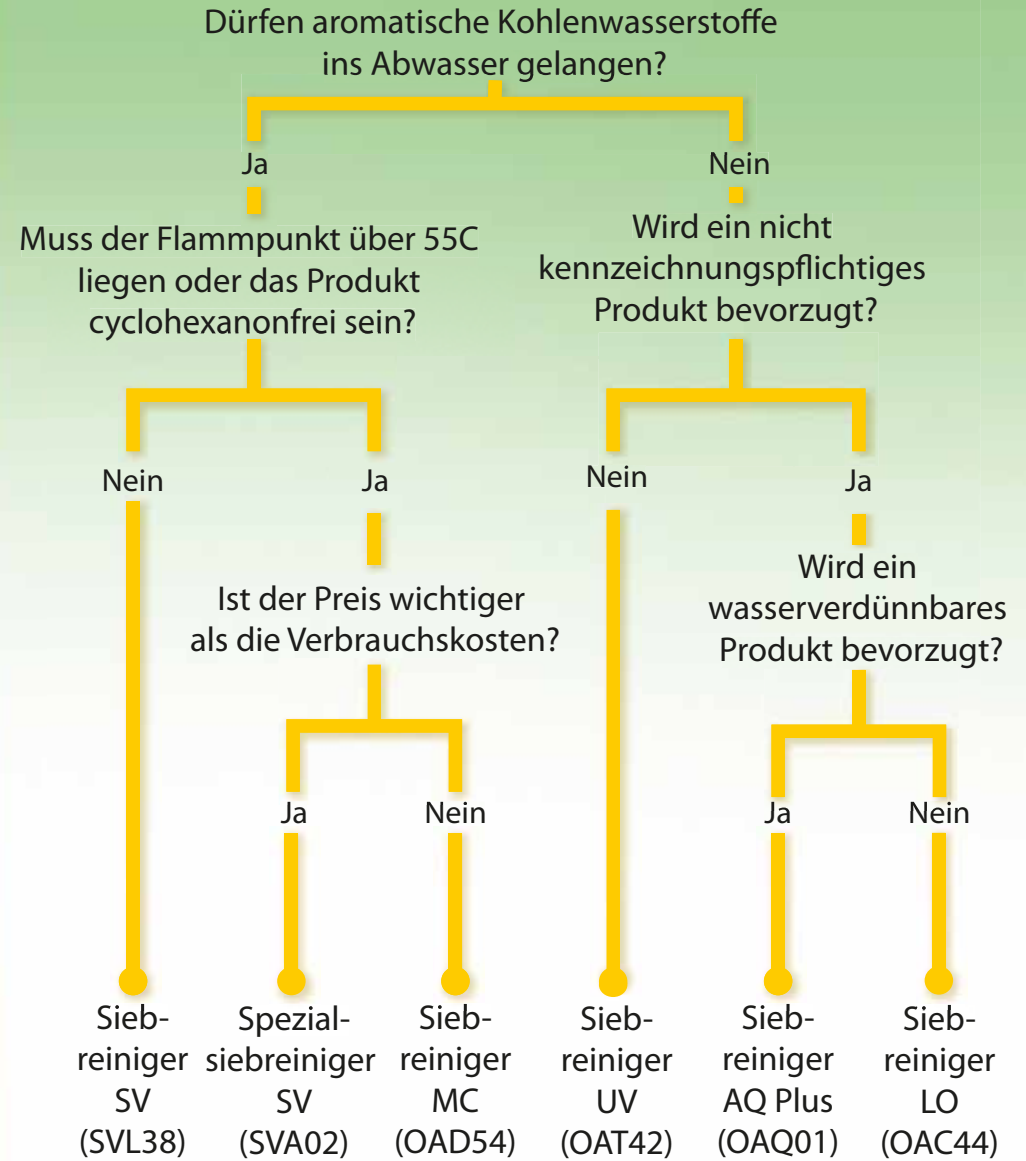 Dürfen aromatische Kohlenwasserstoffe
ins Abwasser gelangen?
Ja
Nein
Muss der Flammpunkt über 55C
liegen oder das Produkt
cyclohexanonfrei sein?
Wird ein nicht
kennzeichnungspflichtiges
Produkt bevorzugt?
Nein
Ja
Nein
Ja
Ist der Preis wichtiger
als die Verbrauchskosten?
Wird ein
wasserverdünnbares
Produkt bevorzugt?
Ja
Nein
Ja
Nein
Sieb-
reiniger
SV
(SVL38)
Spezial-
siebreiniger
SV
(SVA02)
Sieb-
reiniger
MC
(OAD54)
Sieb-
reiniger
UV
(OAT42)
Sieb-
reiniger
AQ Plus
(OAQ01)
Sieb-
reiniger
LO
(OAC44)